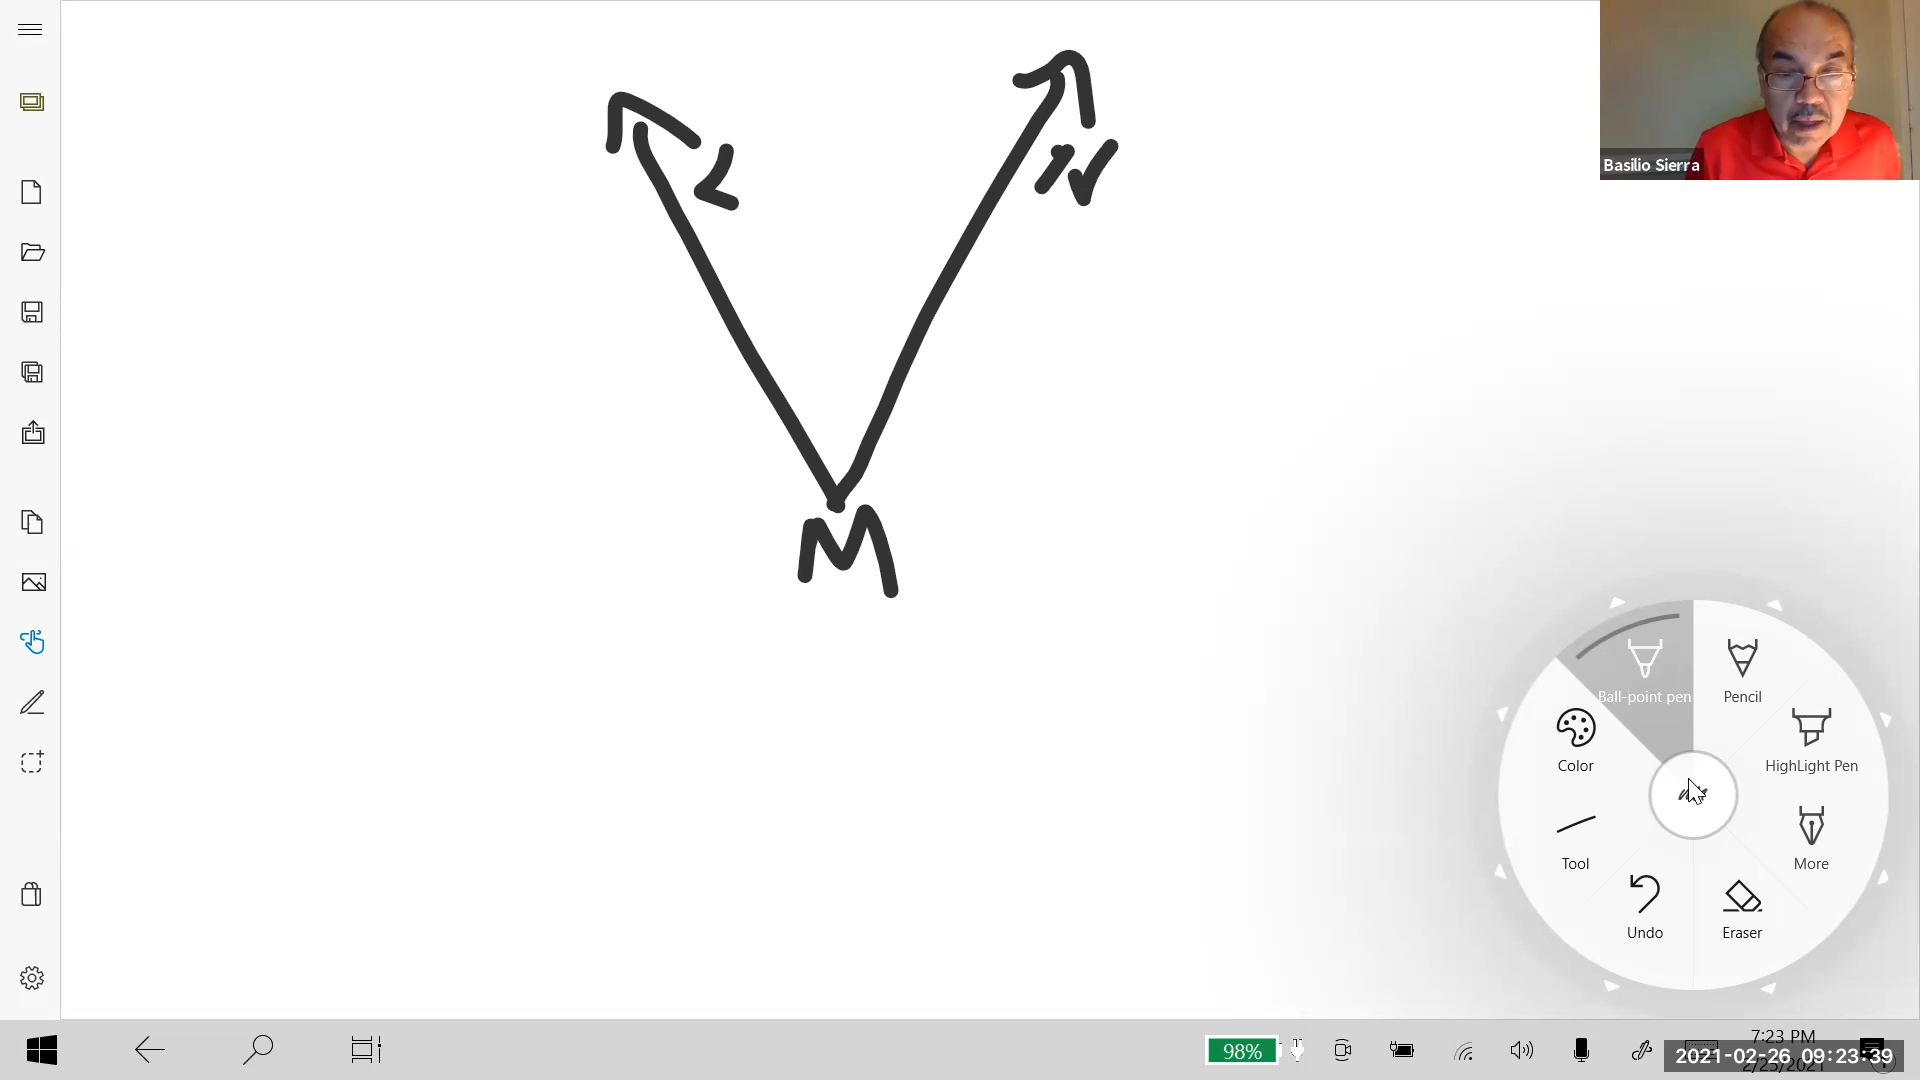 L
N
Basilio Sierra
M
Ball-point pen
Pencil
Color
HighLight Pen
Tool
More
Undo
Eraser
98%
7:23 PM
2021-02-26 09:23:39